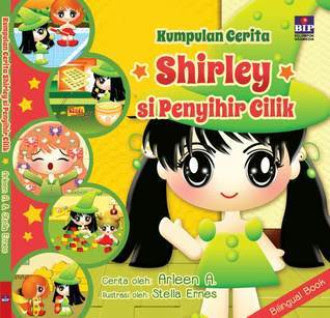 Kumpulan Cerita Shirley si Penyihir Cilik
Arleen A. & Stella Ernes
BIP
Kumpulan Cerita
Shirley
si Penyihir Cilik
Cerita oleh: Arleen A.
Ilustrasi oleh: Stella Ernes
Bilingual Book